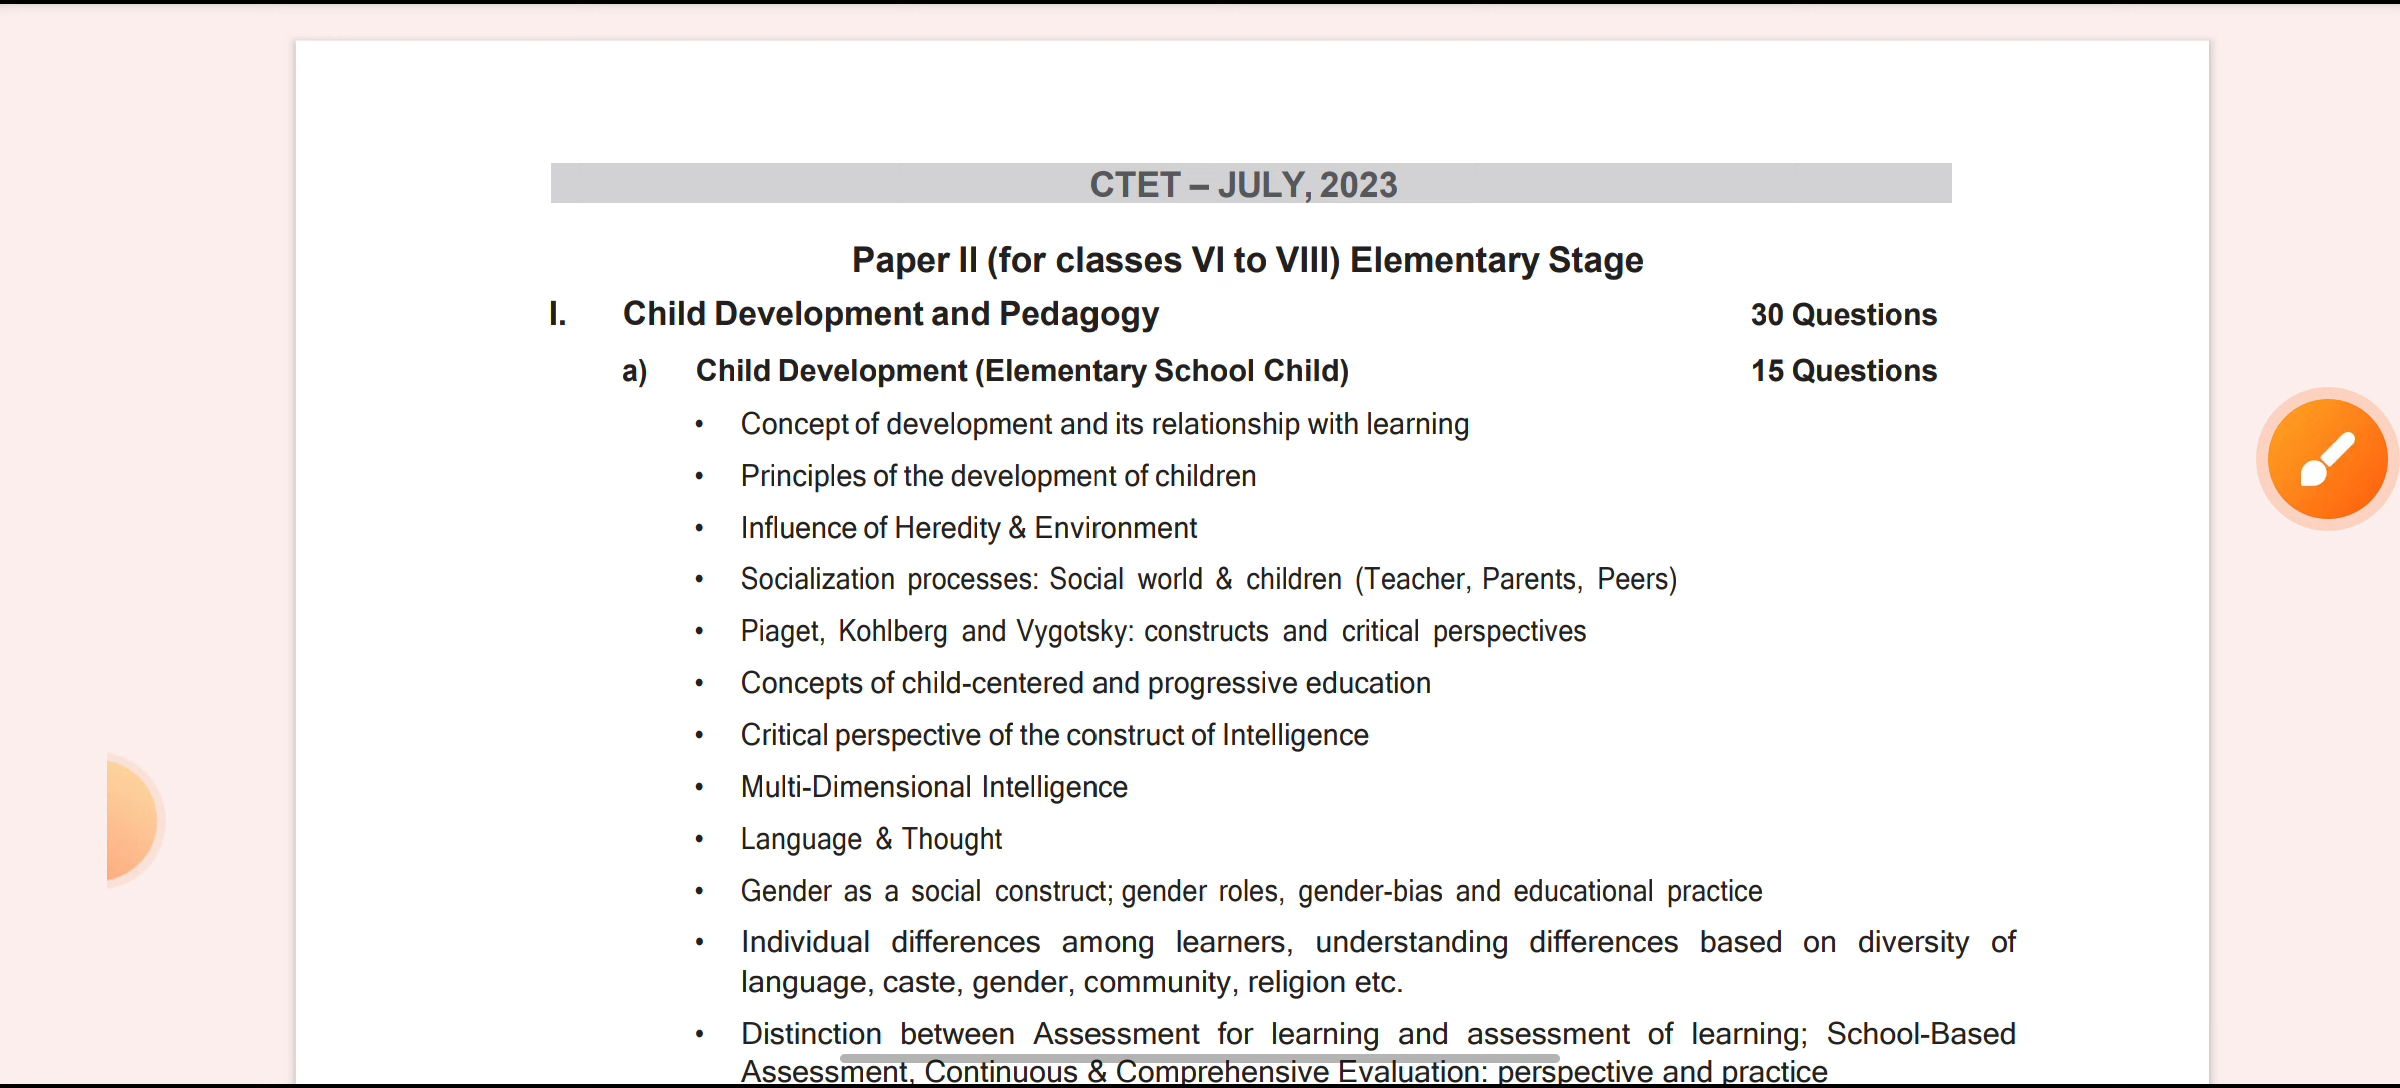 CTET – JULY, 2023
Paper II (for classes VI to VIII) Elementary Stage
I. Child Development and Pedagogy 30 Questions
a) Child Development (Elementary School Child) 15 Questions
• Concept of development and its relationship with learning
• Principles of the development of children
• Influence of Heredity & Environment
• Socialization processes: Social world & children (Teacher, Parents, Peers)
• Piaget, Kohlberg and Vygotsky: constructs and critical perspectives
• Concepts of child-centered and progressive education
• Critical perspective of the construct of Intelligence
• Multi-Dimensional Intelligence
• Language & Thought
• Gender as a social construct; gender roles, gender-bias and educational practice
• Individual differences among learners, understanding differences based on diversity of
language, caste, gender, community, religion etc.
• Distinction between Assessment for learning and assessment of learning; School-Based
Assessment, Continuous & Comprehensive Evaluation: perspective and practice